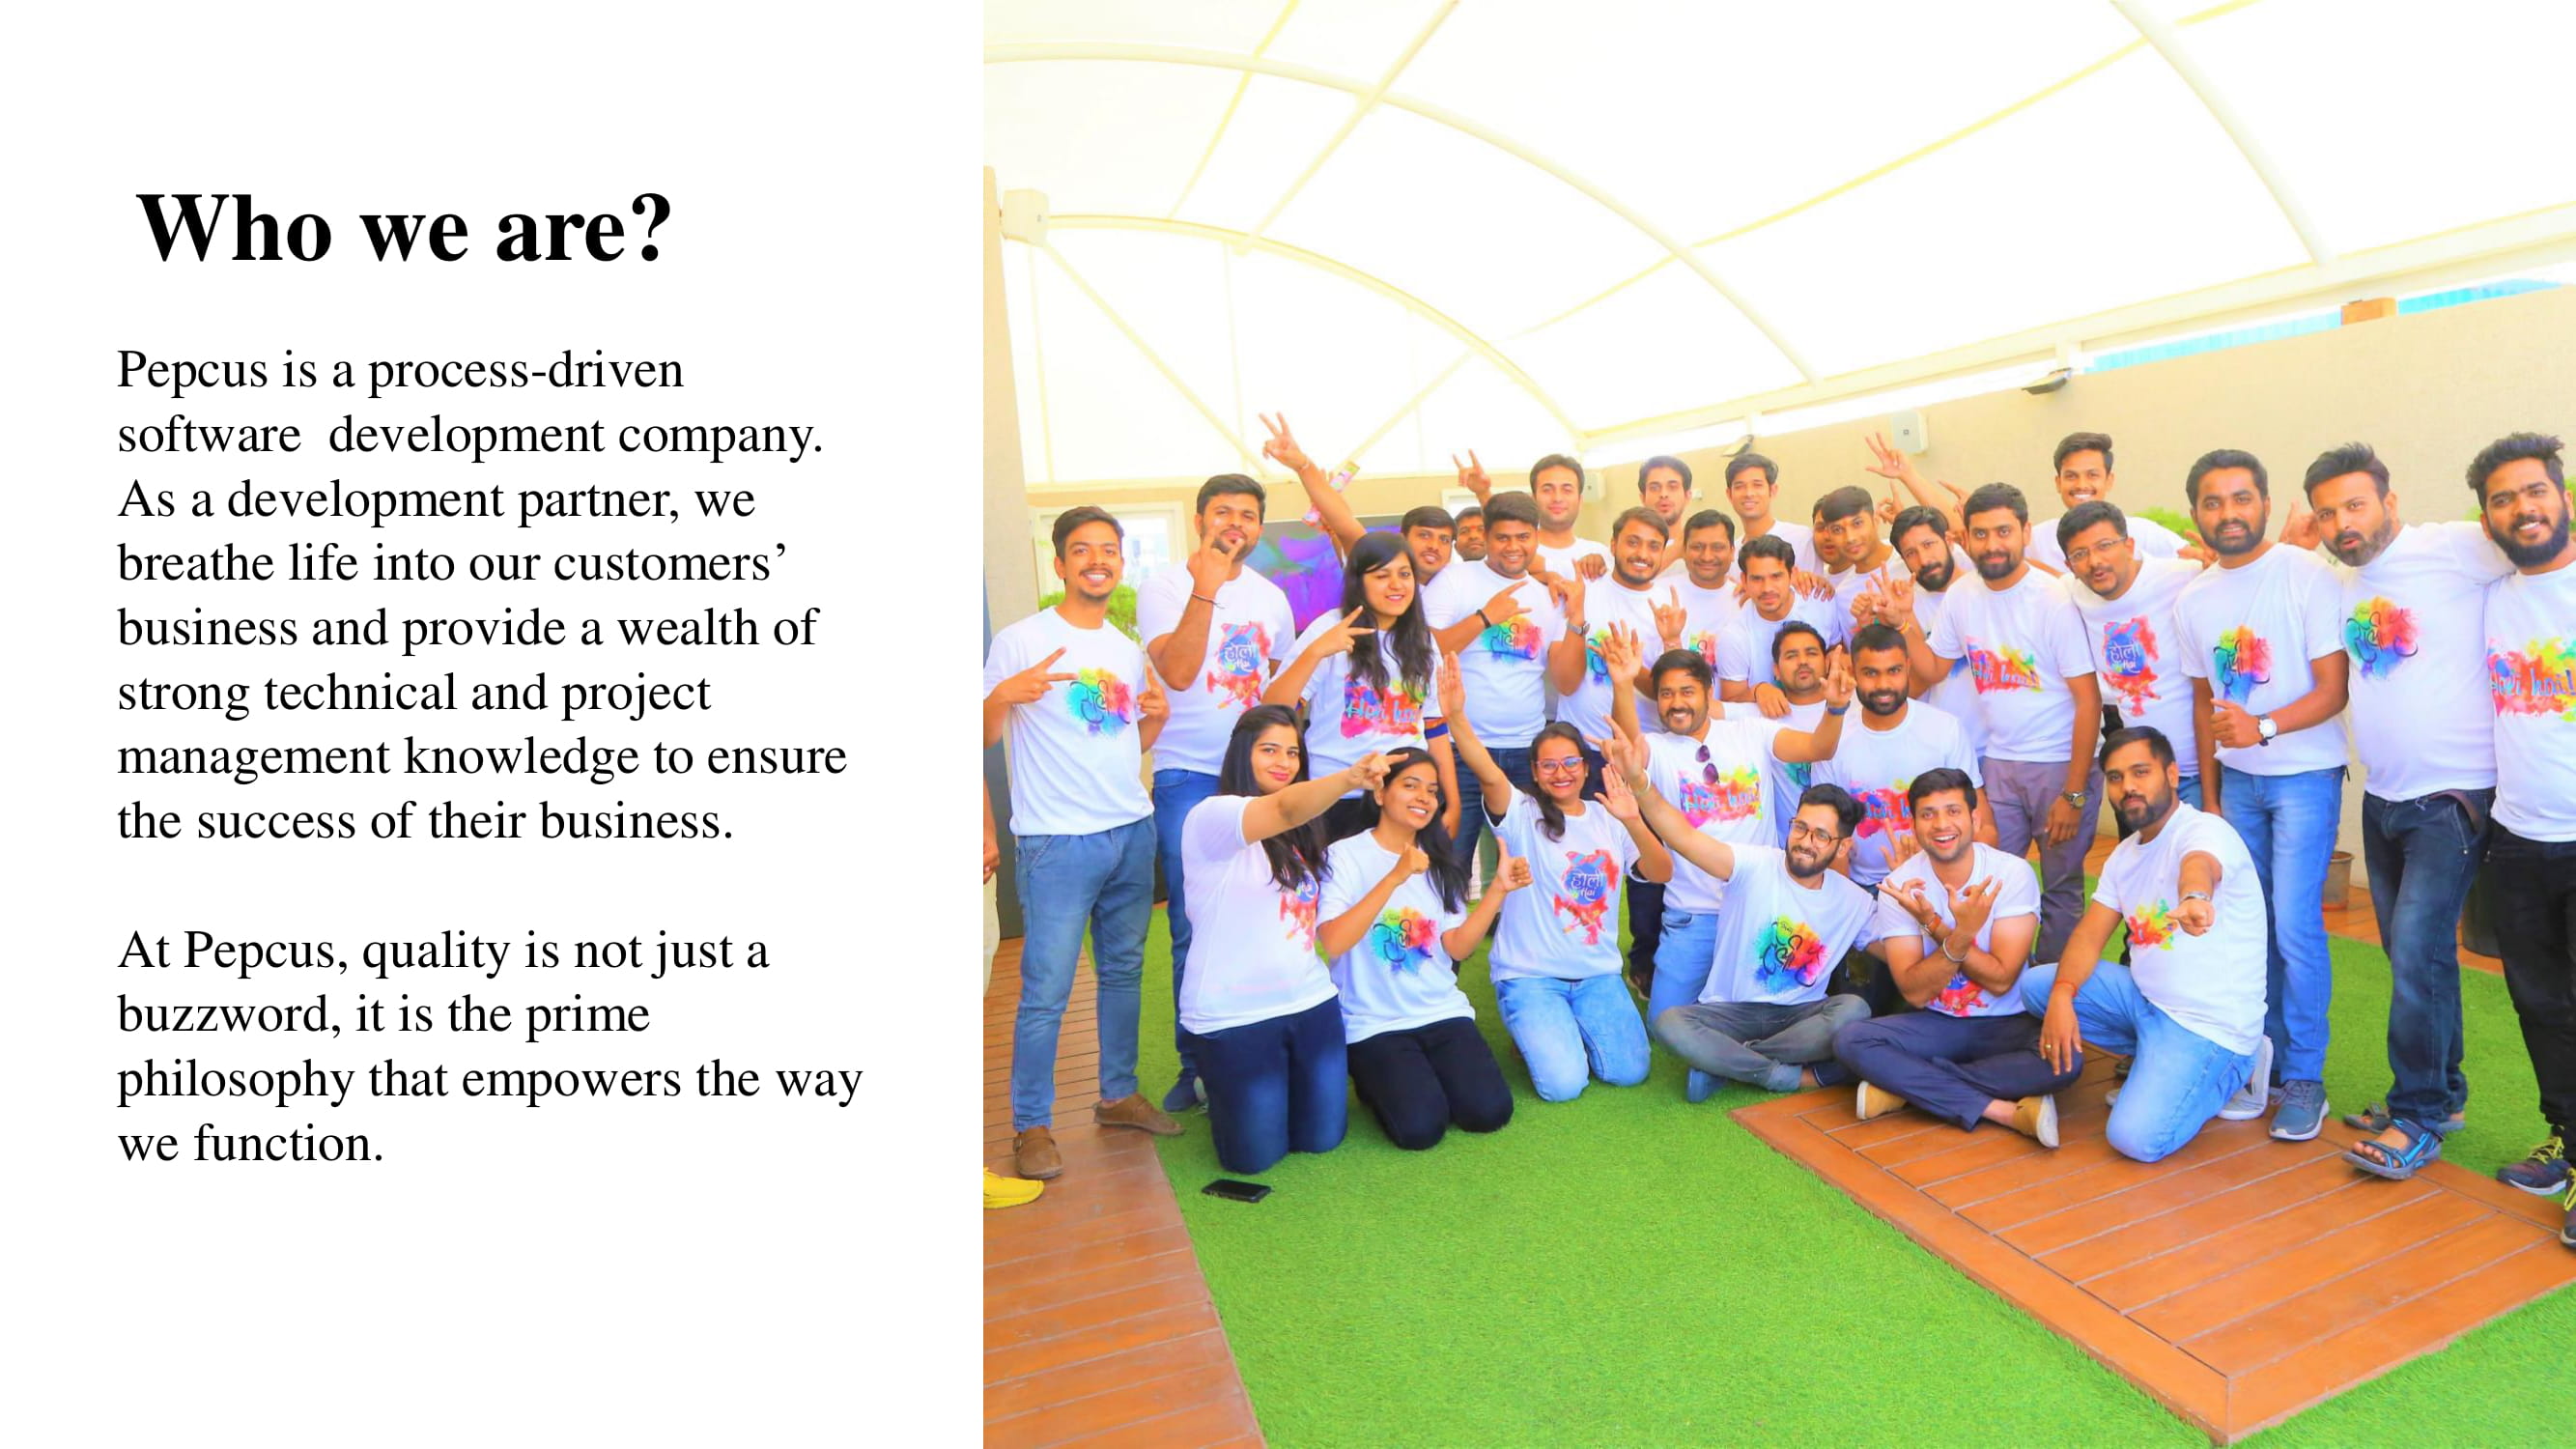 Who we are?
Pepcus is a process-driven
software  development company.
As a development partner, we
breathe life into our customers’
business and provide a wealth of
strong technical and project
management knowledge to ensure
the success of their business.
At Pepcus, quality is not just a
buzzword, it is the prime
philosophy that empowers the way
we function.
होली
Holi hai!
होली